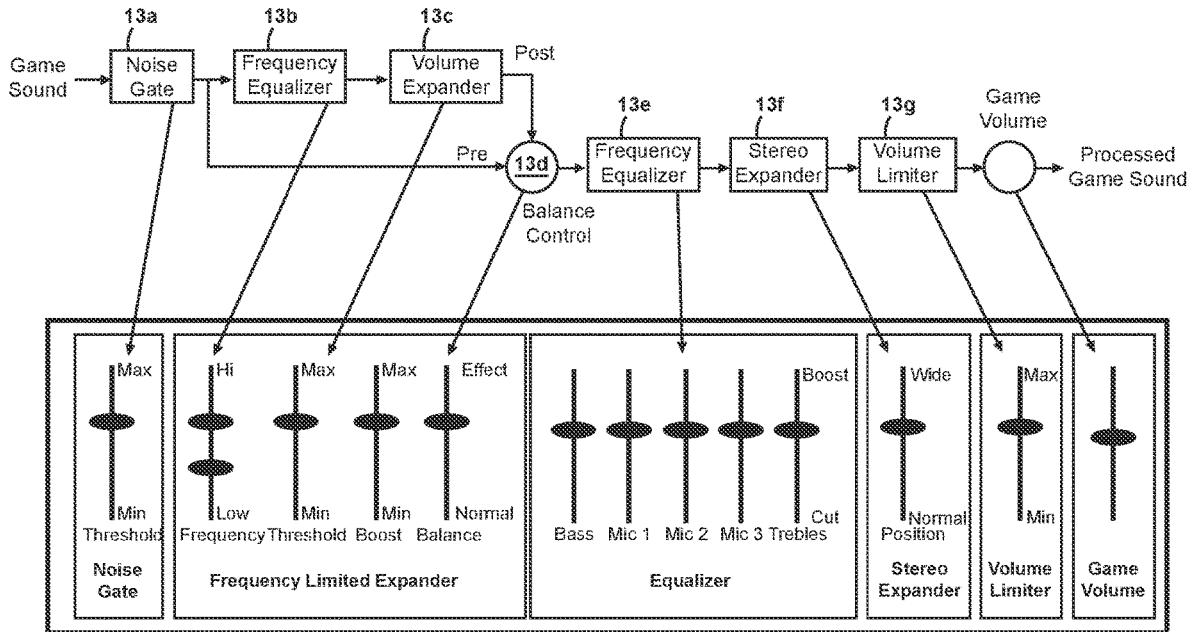 13a
13b
13c
Game
Sound
Noise
Gate
Frequency
Equalizer
Volume
Expander
Post
Pre
13d
Balance
Control
13e
13f
13g
Frequency
Equalizer
Stereo
Expander
Volume
Limiter
Game
Volume
Processed
Game Sound
Max
Min
Threshold
Noise
Gate
Hi
Low
Frequency
Max
Min
Threshold
Max
Min
Boost
Effect
Normal
Balance
Frequency Limited Expander
Boost
Cut
Bass Mic 1 Mic 2 Mic 3 Trebles
Equalizer
Wide
Normal
Position
Stereo
Expander
Max
Min
Volume
Limiter
Game
Volume